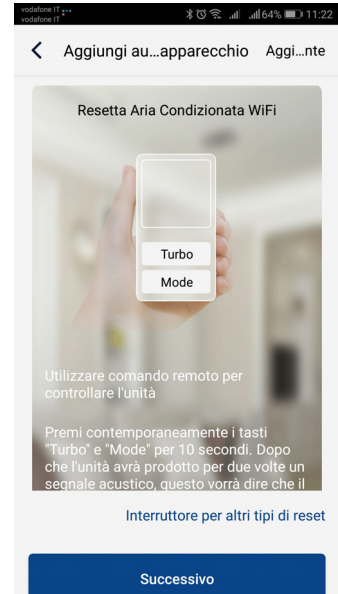 vodafone IT
vodafone IT
64% 11:22
Aggiungi au...apparecchio Aggi...nte
Resetta Aria Condizionata WiFi
Turbo
Mode
Utilizzare comando remoto per
controllare l'unità
Premi contemporaneamente i tasti
"Turbo" e "Mode" per 10 secondi. Dopo
che l'unità avrà prodotto per due volte un
segnale acustico, questo vorrà dire che il
Interruttore per altri tipi di reset
Successivo